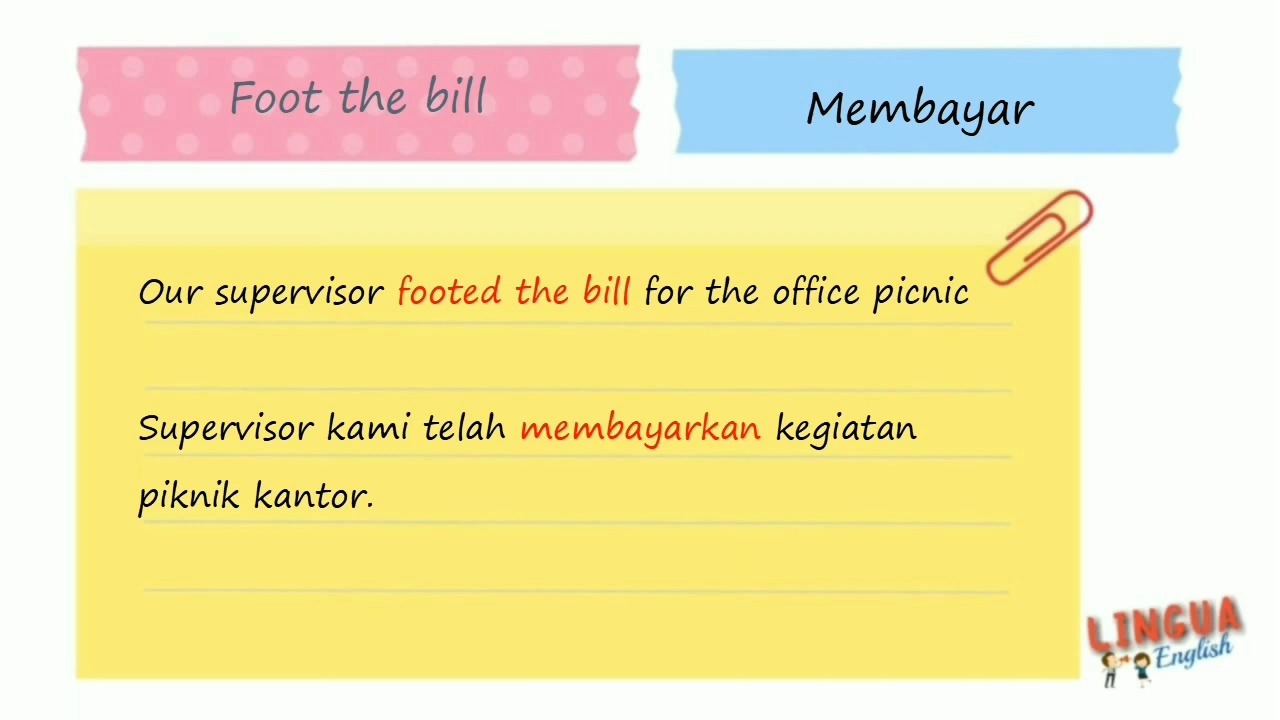 Foot the bill
Membayar
Our supervisor footed the bill for the office picnic
Supervisor kami telah membayarkan kegiatan
piknik kantor.
LINGUA
English